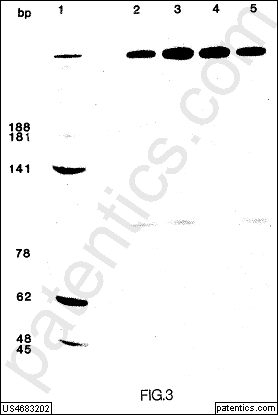 bp 1 2 3 4 5
188
181
141
78
62
48
45
FIG.3
US4683202
patentics.com
patentics.com